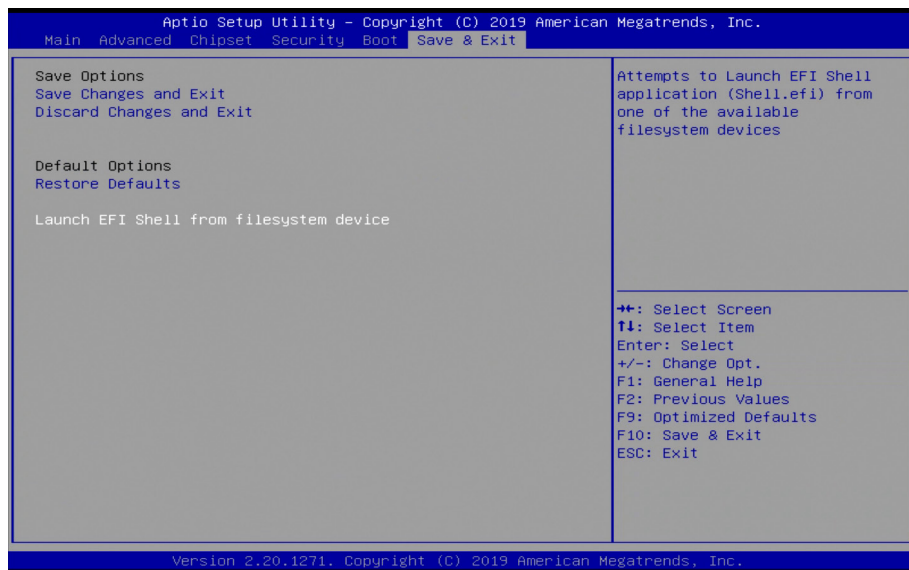 Aptio Setup Utility – Copyright (C) 2019 American Megatrends, Inc.
Main Advanced Chipset Security Boot Save & Exit
Save Options
Save Changes and Exit
Discard Changes and Exit
Default Options
Restore Defaults
Launch EFI Shell from filesystem device
Attempts to Launch EFI Shell
application (Shell.efi) from
one of the available
filesystem devices
→←: Select Screen
↑↓: Select Item
Enter: Select
+/-: Change Opt.
F1: General Help
F2: Previous Values
F9: Optimized Defaults
F10: Save & Exit
ESC: Exit
Version 2.20.1271. Copyright (C) 2019 American Megatrends, Inc.